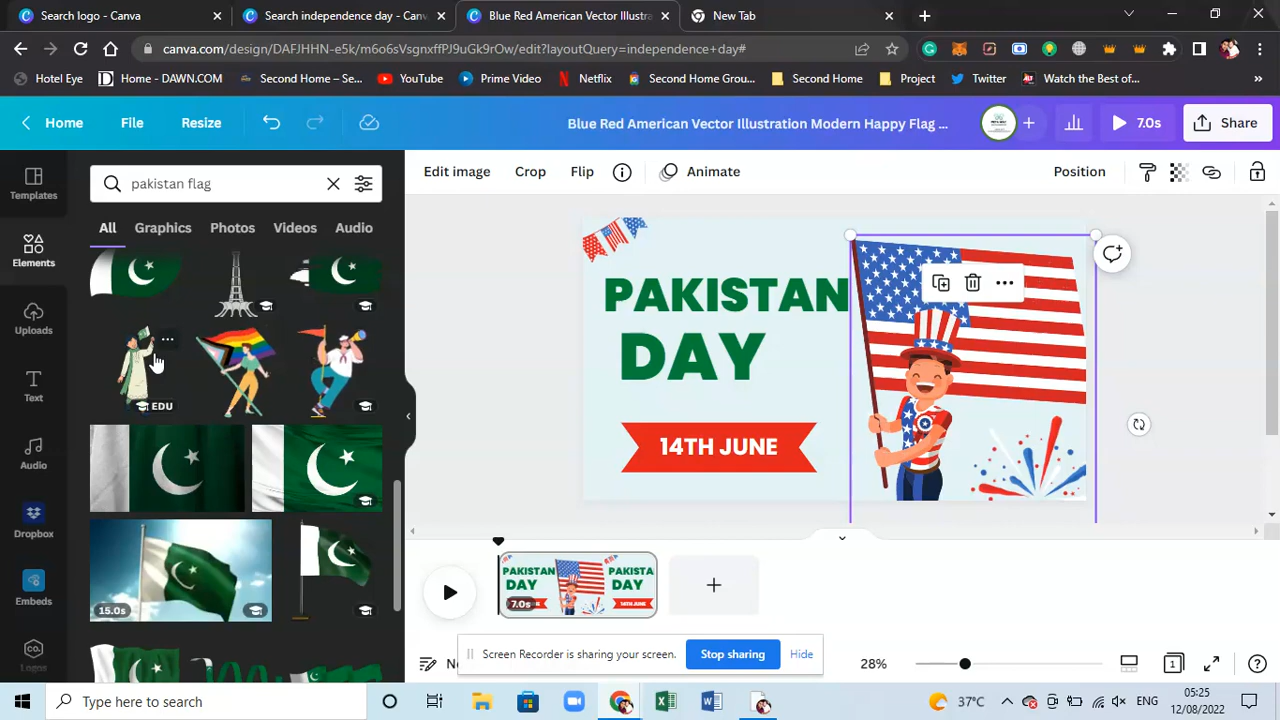 Search logo - Canva
Search independence day - Canv
Blue Red American Vector Illustra
New Tab
canva.com/design/DAFJHHN-e5k/m6o6sVsgnxffPJ9uGk9rOw/edit?layoutQuery=independence+day#
Hotel Eye
Home - DAWN.COM
Second Home – Se...
YouTube
Prime Video
Netflix
Second Home Grou...
Second Home
Project
Twitter
Watch the Best of...
»
Home
File
Resize
Blue Red American Vector Illustration Modern Happy Flag ...
7.0s
Share
Templates
Elements
Uploads
Text
Audio
Dropbox
Embeds
Logos
pakistan flag
All
Graphics
Photos
Videos
Audio
EDU
15.0s
Edit image
Crop
Flip
Animate
Position
PAKISTAN
DAY
14TH JUNE
PAKISTAN
DAY
PAKISTA
DAY
7.0s
14TH JUNE
Screen Recorder is sharing your screen.
Stop sharing
Hide
28%
1
Type here to search
37°C
ENG
05:25
12/08/2022